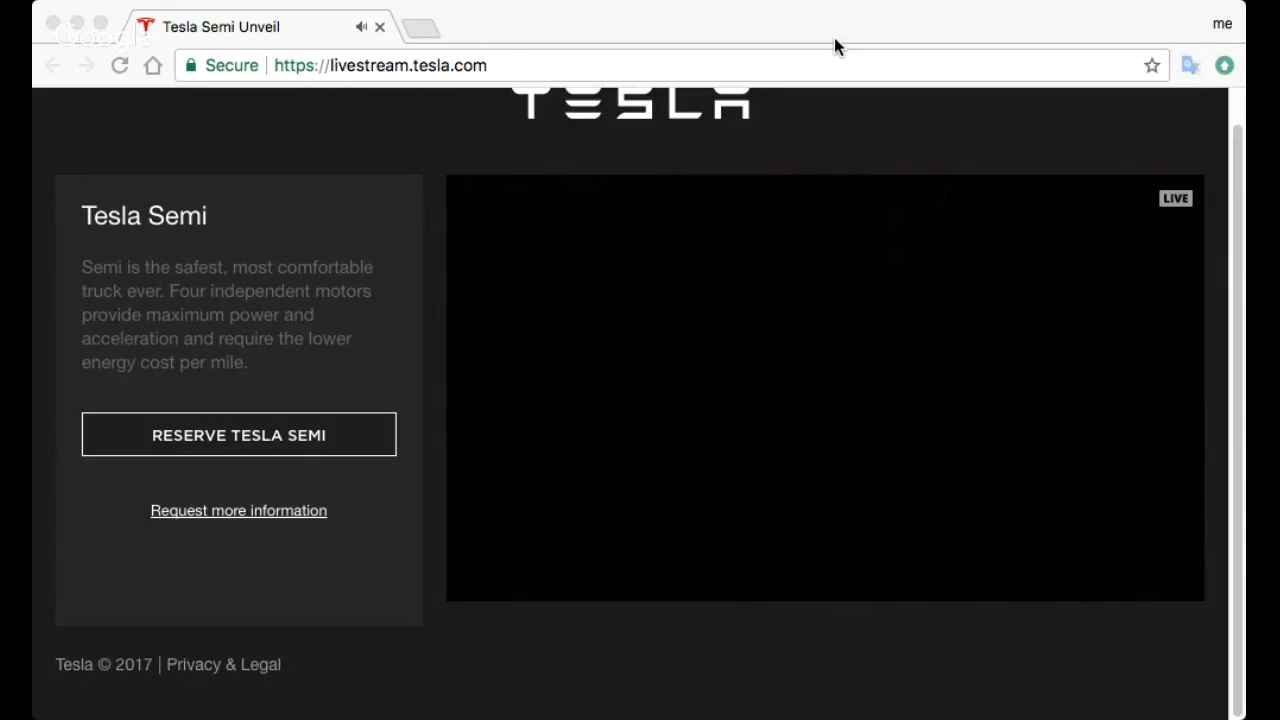 Tesla Semi Unveil
me
Google
Secure
https://livestream.tesla.com
TESLA
Tesla Semi
Semi is the safest, most comfortable
truck ever. Four independent motors
provide maximum power and
acceleration and require the lower
energy cost per mile.
RESERVE TESLA SEMI
Request more information
LIVE
Tesla © 2017 | Privacy & Legal